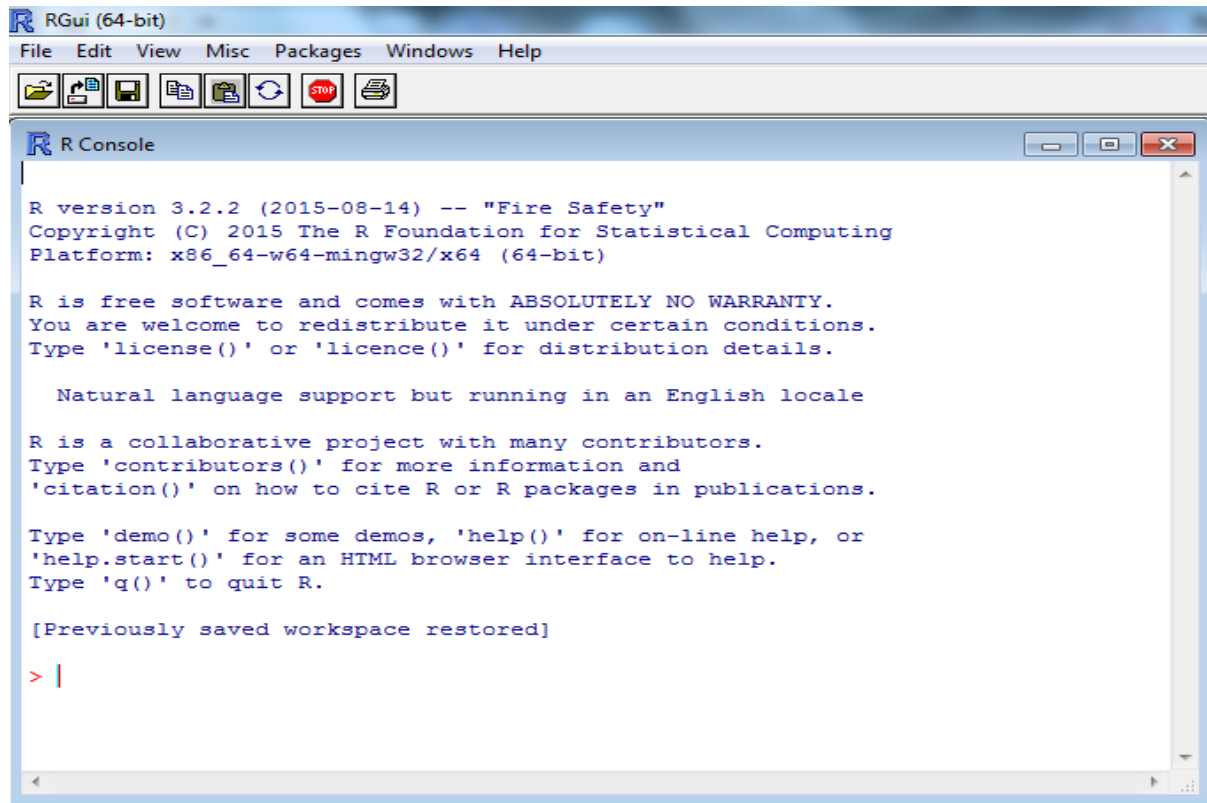 RGui (64-bit)
File Edit View Misc Packages Windows Help
STOP
R Console
R version 3.2.2 (2015-08-14) -- "Fire Safety"
Copyright (C) 2015 The R Foundation for Statistical Computing
Platform: x86_64-w64-mingw32/x64 (64-bit)
R is free software and comes with ABSOLUTELY NO WARRANTY.
You are welcome to redistribute it under certain conditions.
Type 'license()' or 'licence()' for distribution details.
Natural language support but running in an English locale
R is a collaborative project with many contributors.
Type 'contributors()' for more information and
'citation()' on how to cite R or R packages in publications.
Type 'demo()' for some demos, 'help()' for on-line help, or
'help.start()' for an HTML browser interface to help.
Type 'q()' to quit R.
[Previously saved workspace restored]
>